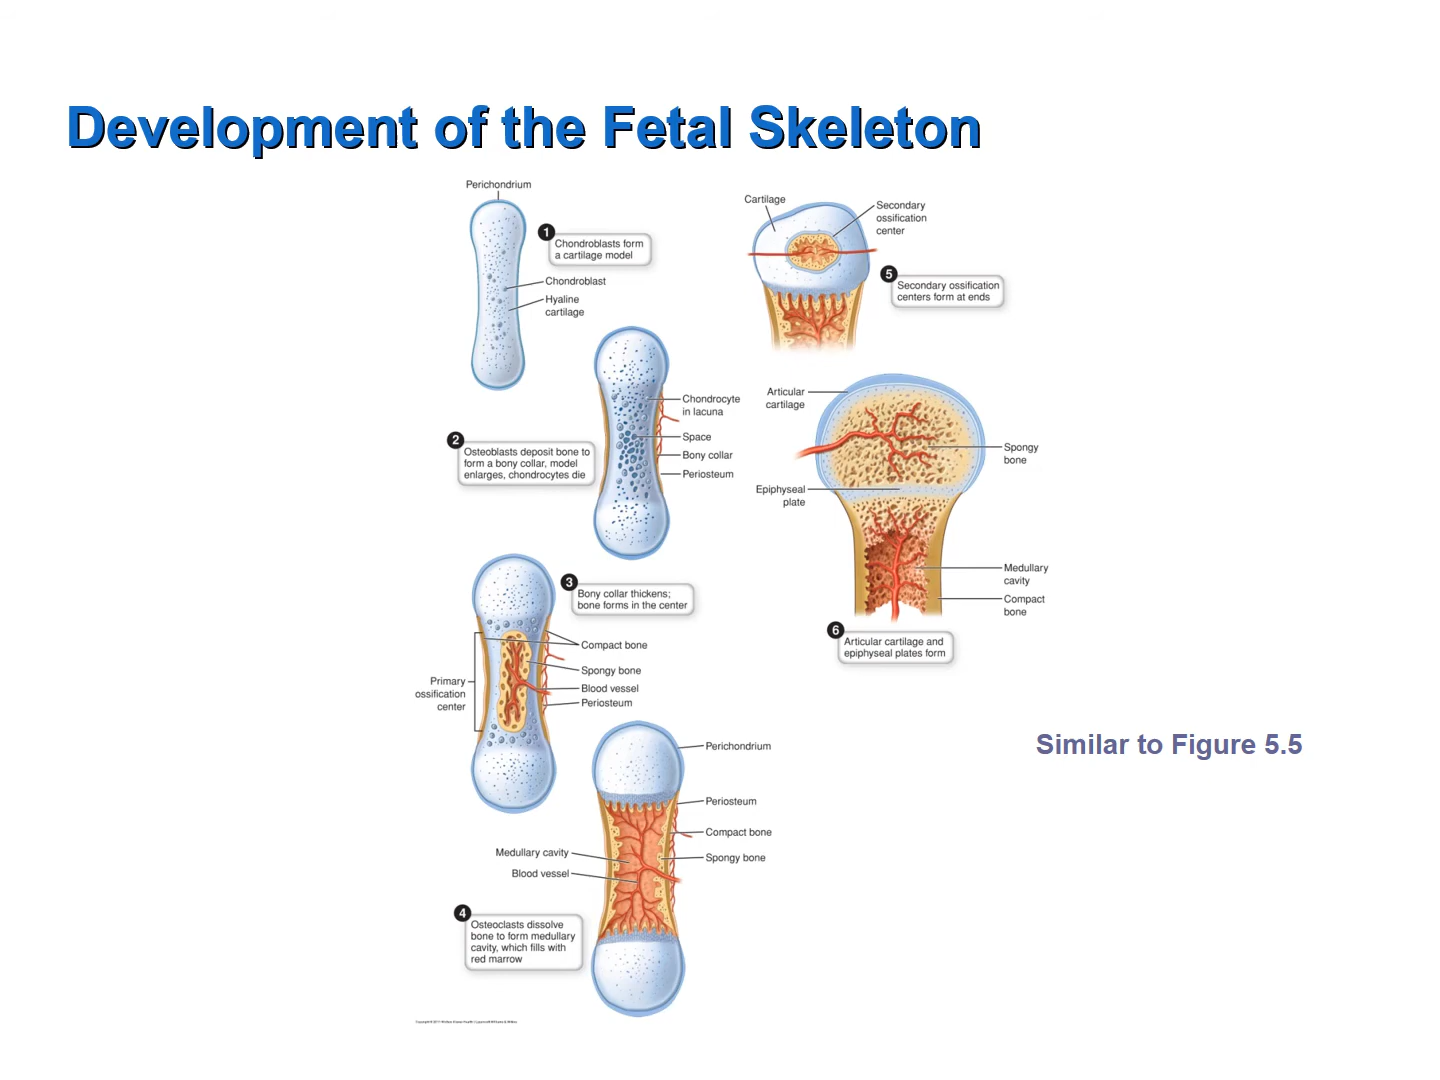 Development of the Fetal Skeleton
Perichondrium
1
Chondroblasts form
a cartilage model
Chondroblast
Hyaline
cartilage
2
Osteoblasts deposit bone to
form a bony collar, model
enlarges, chondrocytes die
Chondrocyte
in lacuna
Space
Bony collar
Periosteum
3
Bony collar thickens;
bone forms in the center
Compact bone
Spongy bone
Blood vessel
Periosteum
Primary
ossification
center
Perichondrium
Periosteum
Compact bone
Spongy bone
Medullary cavity
Blood vessel
4
Osteoclasts dissolve
bone to form medullary
cavity, which fills with
red marrow
Cartilage
Secondary
ossification
center
5
Secondary ossification
centers form at ends
Articular
cartilage
Spongy
bone
Epiphyseal
plate
Medullary
cavity
Compact
bone
6
Articular cartilage and
epiphyseal plates form
Similar to Figure 5.5